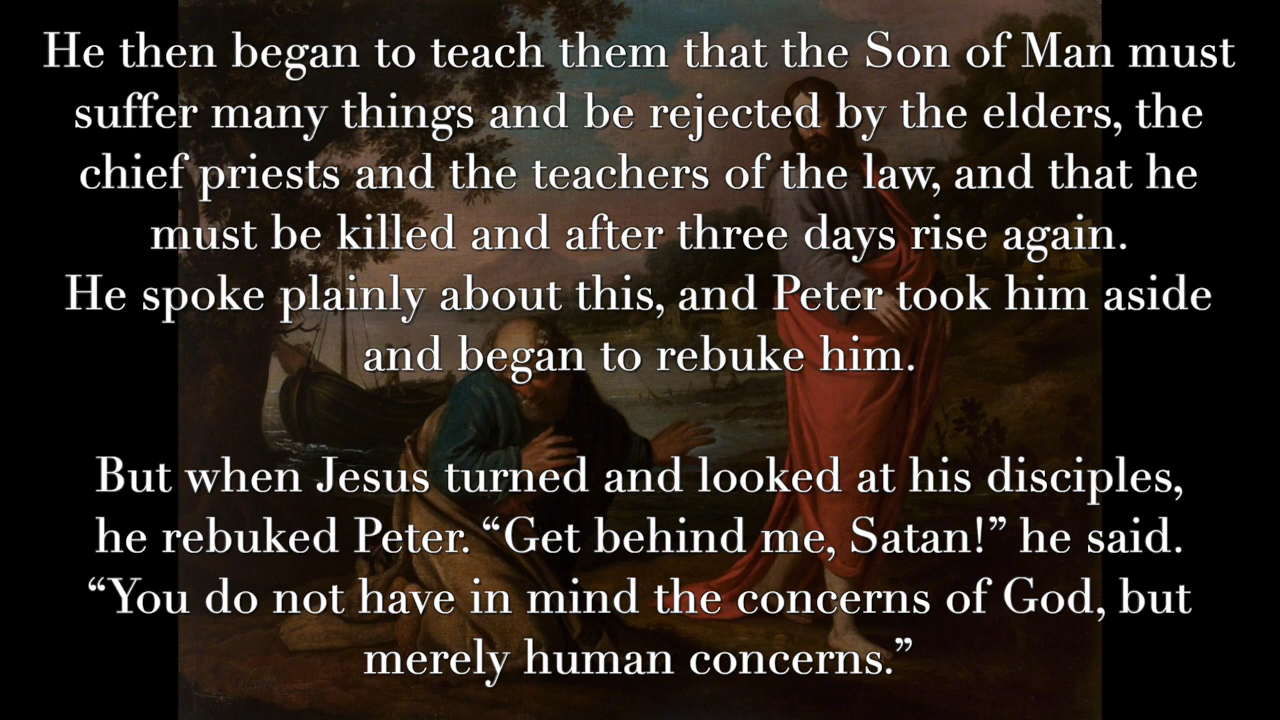 He then began to teach them that the Son of Man must
suffer many things and be rejected by the elders, the
chief priests and the teachers of the law, and that he
must be killed and after three days rise again.
He spoke plainly about this, and Peter took him aside
and began to rebuke him.
But when Jesus turned and looked at his disciples,
he rebuked Peter. “Get behind me, Satan!” he said.
“You do not have in mind the concerns of God, but
merely human concerns.”